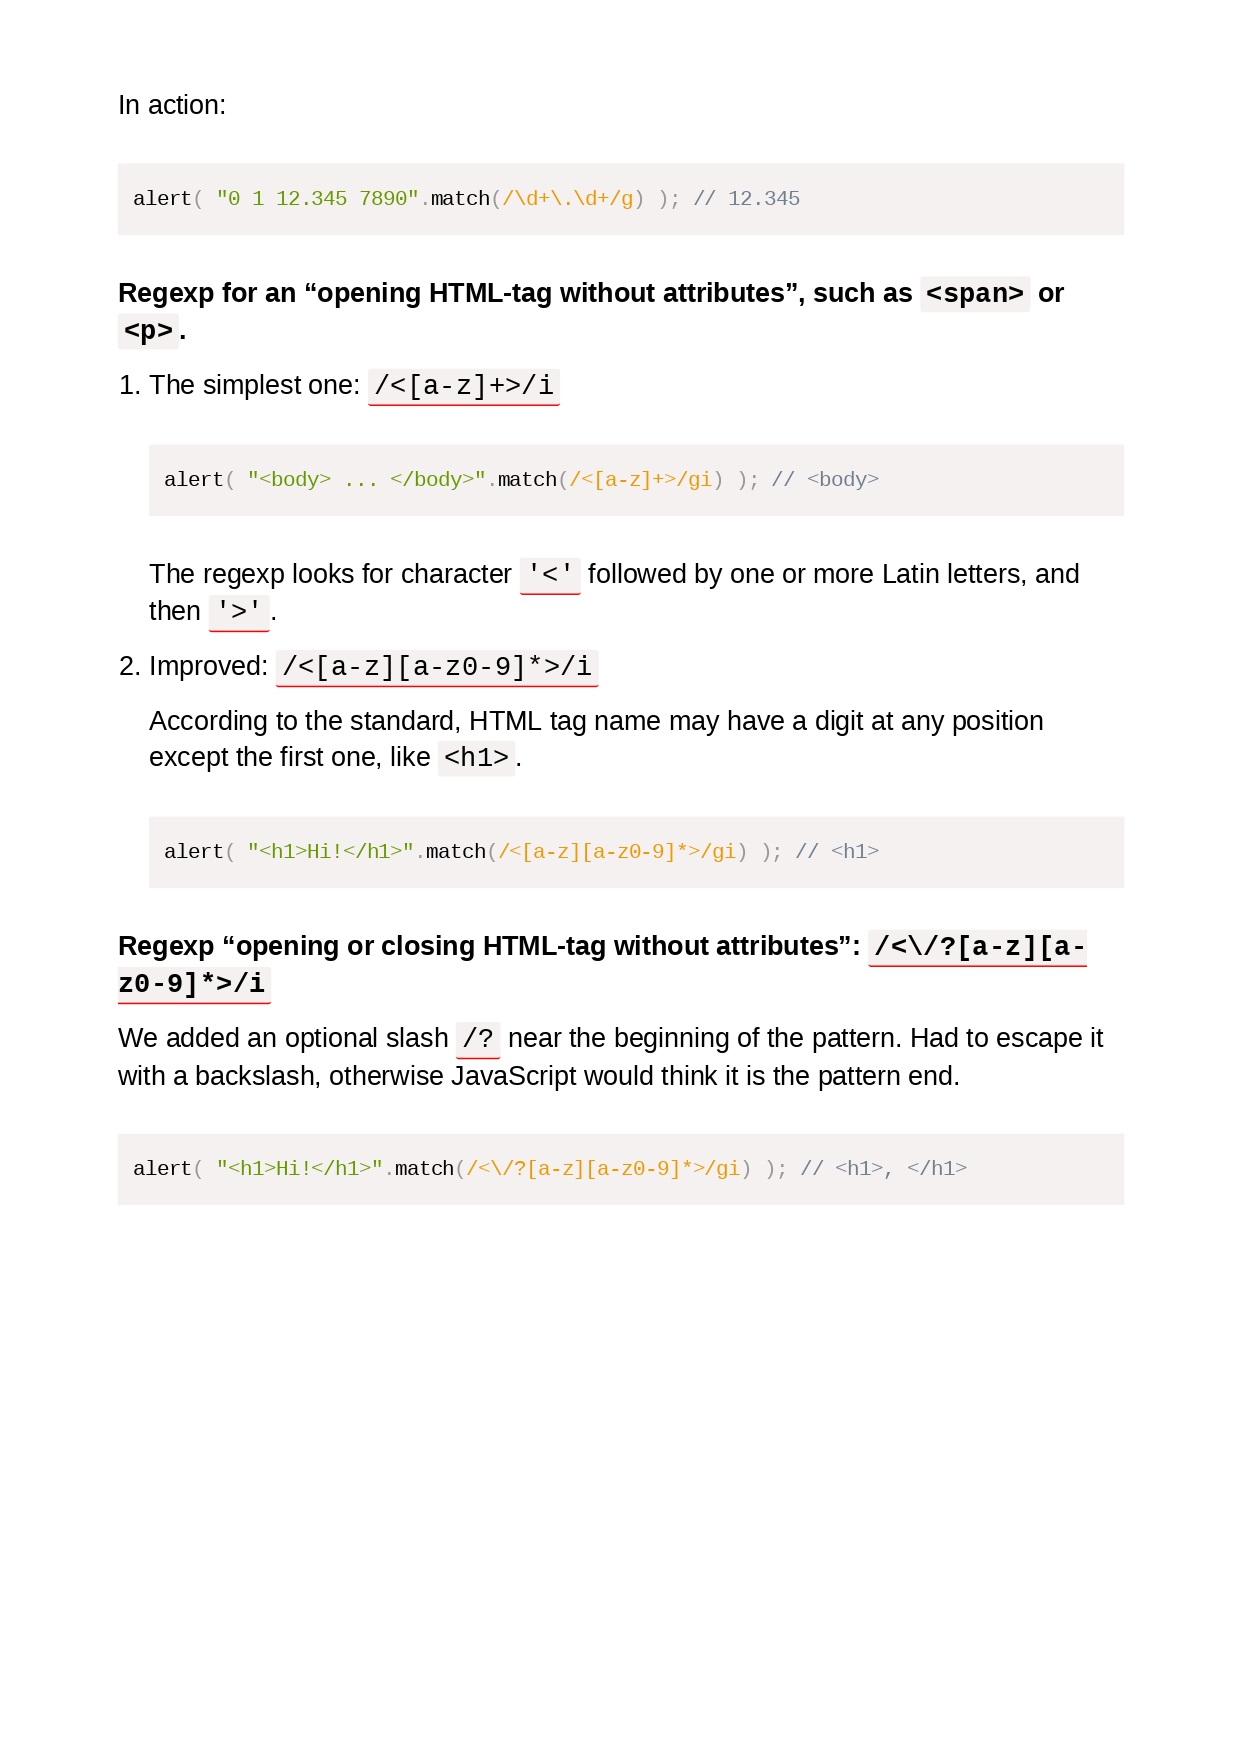 In action:
alert( "0 1 12.345 7890".match(/\d+\.\d+/g) ); // 12.345
Regexp for an “opening HTML-tag without attributes”, such as <span> or
<p>.
1. The simplest one: /<[a-z]+>/i
alert( "<body> ... </body>".match(/<[a-z]+>/gi) ); // <body>
The regexp looks for character '<' followed by one or more Latin letters, and
then '>'.
2. Improved: /<[a-z][a-z0-9]*>/i
According to the standard, HTML tag name may have a digit at any position
except the first one, like <h1>.
alert( "<h1>Hi!</h1>".match(/<[a-z][a-z0-9]*>/gi) ); // <h1>
Regexp “opening or closing HTML-tag without attributes”: /<\/?[a-z][a-
z0-9]*>/i
We added an optional slash /? near the beginning of the pattern. Had to escape it
with a backslash, otherwise JavaScript would think it is the pattern end.
alert( "<h1>Hi!</h1>".match(/<\/?[a-z][a-z0-9]*>/gi) ); // <h1>, </h1>